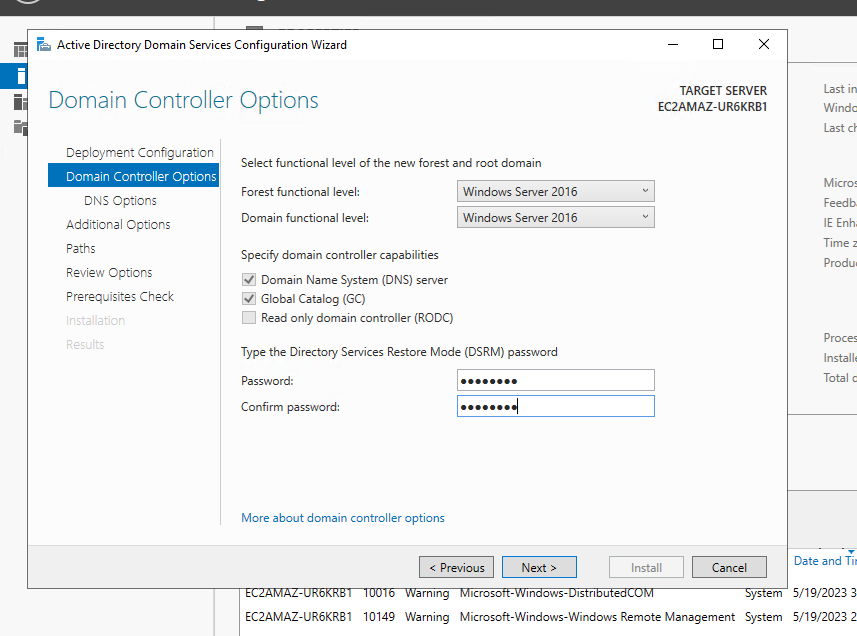 Active Directory Domain Services Configuration Wizard
Domain Controller Options
TARGET SERVER
EC2AMAZ-UR6KRB1
Deployment Configuration
Domain Controller Options
DNS Options
Additional Options
Paths
Review Options
Prerequisites Check
Installation
Results
Select functional level of the new forest and root domain
Forest functional level: Windows Server 2016
Domain functional level: Windows Server 2016
Specify domain controller capabilities
Domain Name System (DNS) server
Global Catalog (GC)
Read only domain controller (RODC)
Type the Directory Services Restore Mode (DSRM) password
Password: ●●●●●●●●
Confirm password: ●●●●●●●●
More about domain controller options
< Previous Next > Install Cancel
Last in
Windo
Last ch
Micros
Feedba
IE Enha
Time z
Produc
Proces
Installe
Total d
Date and Tim
EC2AMAZ-UR6KRB1 10016 Warning Microsoft-Windows-DistributedCOM System 5/19/2023 3
EC2AMAZ-UR6KRB1 10149 Warning Microsoft-Windows-Windows Remote Management System 5/19/2023 2